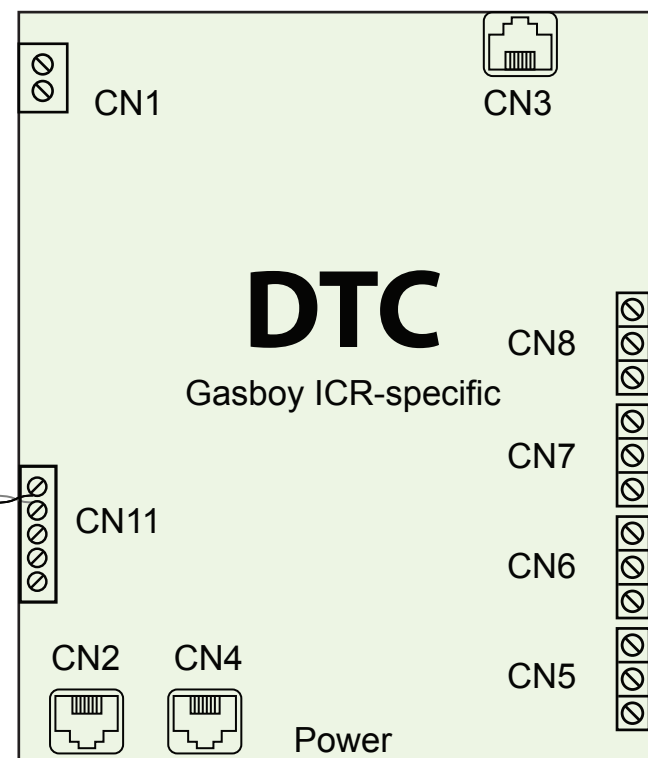 CN1
CN3
DTC
Gasboy ICR-specific
CN8
CN7
CN11
CN6
CN2
CN4
CN5
Power